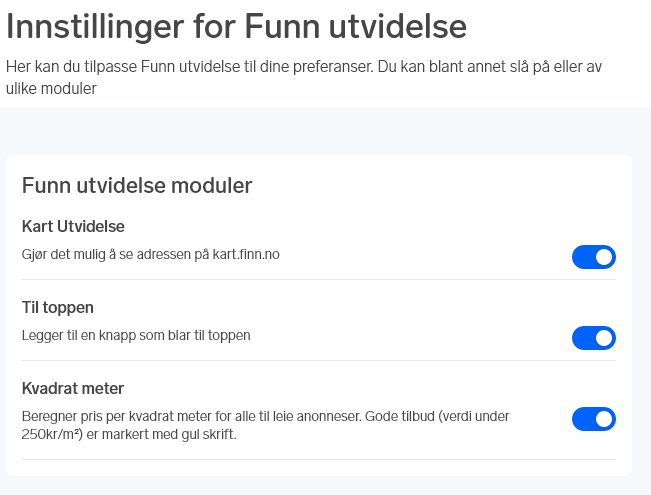 Innstillinger for Funn utvidelse
Her kan du tilpasse Funn utvidelse til dine preferanser. Du kan blant annet slå på eller av
ulike moduler
Funn utvidelse moduler
Kart Utvidelse
Gjør det mulig å se adressen på kart.finn.no
Til toppen
Legger til en knapp som blar til toppen
Kvadrat meter
Beregner pris per kvadrat meter for alle til leie anonneser. Gode tilbud (verdi under
250kr/m²) er markert med gul skrift.